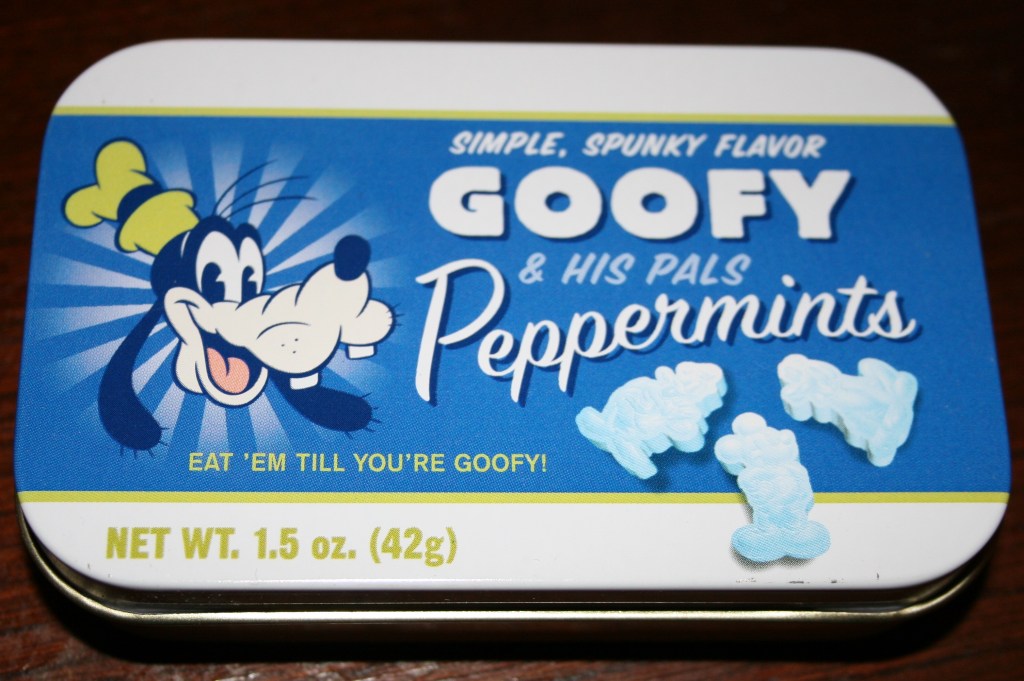 SIMPLE, SPUNKY FLAVOR
GOOFY
& HIS PALS
Peppermints
EAT 'EM TILL YOU'RE GOOFY!
NET WT. 1.5 oz. (42g)